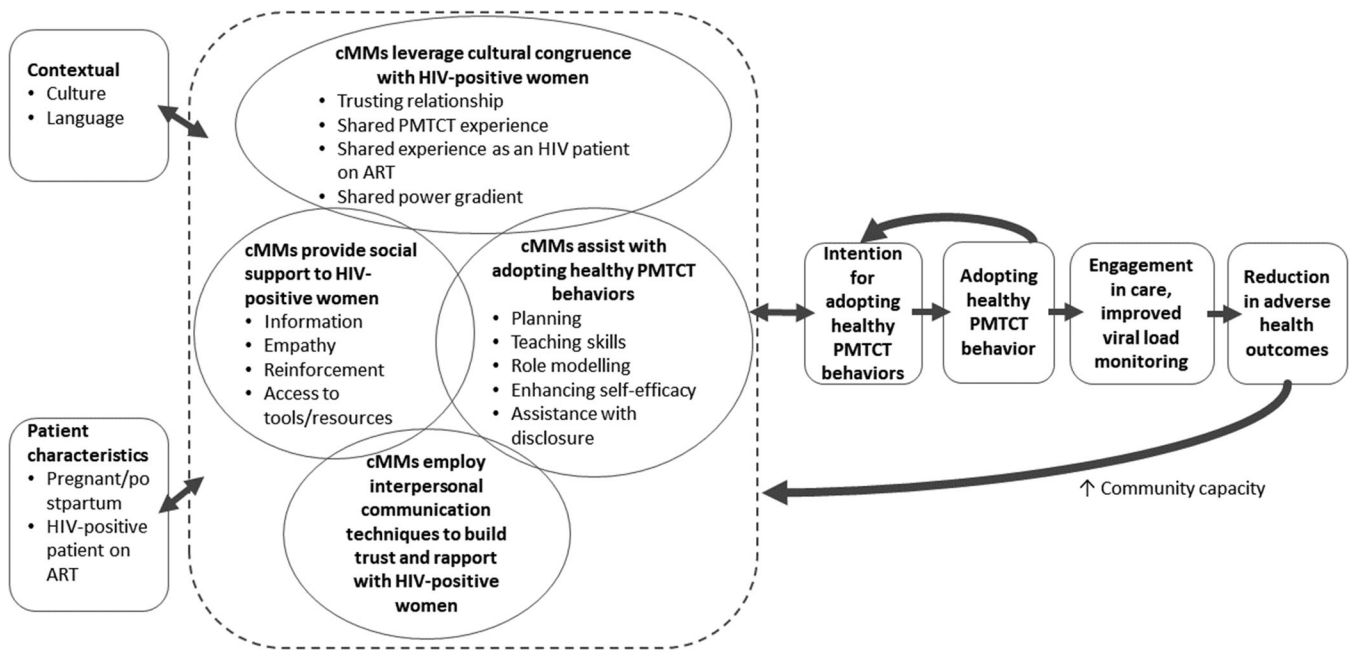 Contextual
• Culture
• Language
Patient
characteristics
• Pregnant/po
stpartum
• HIV-positive
patient on
ART
cMMs leverage cultural congruence
with HIV-positive women
• Trusting relationship
• Shared PMTCT experience
• Shared experience as an HIV patient
on ART
• Shared power gradient
cMMs provide social
support to HIV-
positive women
• Information
• Empathy
• Reinforcement
• Access to
tools/resources
cMMs assist with
adopting healthy PMTCT
behaviors
• Planning
• Teaching skills
• Role modelling
• Enhancing self-efficacy
• Assistance with
disclosure
cMMs employ
interpersonal
communication
techniques to build
trust and rapport
with HIV-positive
women
Intention
for
adopting
healthy
PMTCT
behaviors
Adopting
healthy
PMTCT
behavior
Engagement
in care,
improved
viral load
monitoring
Reduction
in adverse
health
outcomes
↑ Community capacity